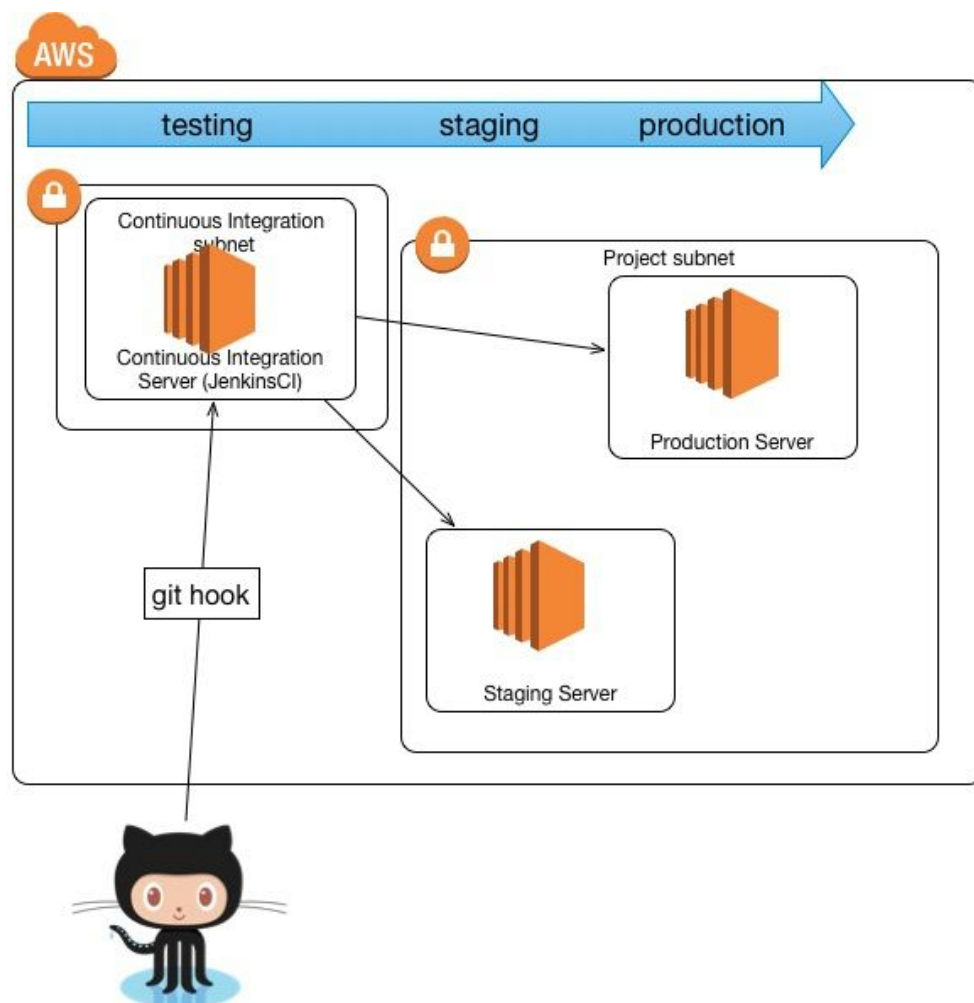 AWS
testing
staging
production
Continuous Integration
subnet
Continuous Integration
Server (JenkinsCI)
Project subnet
Production Server
Staging Server
git hook